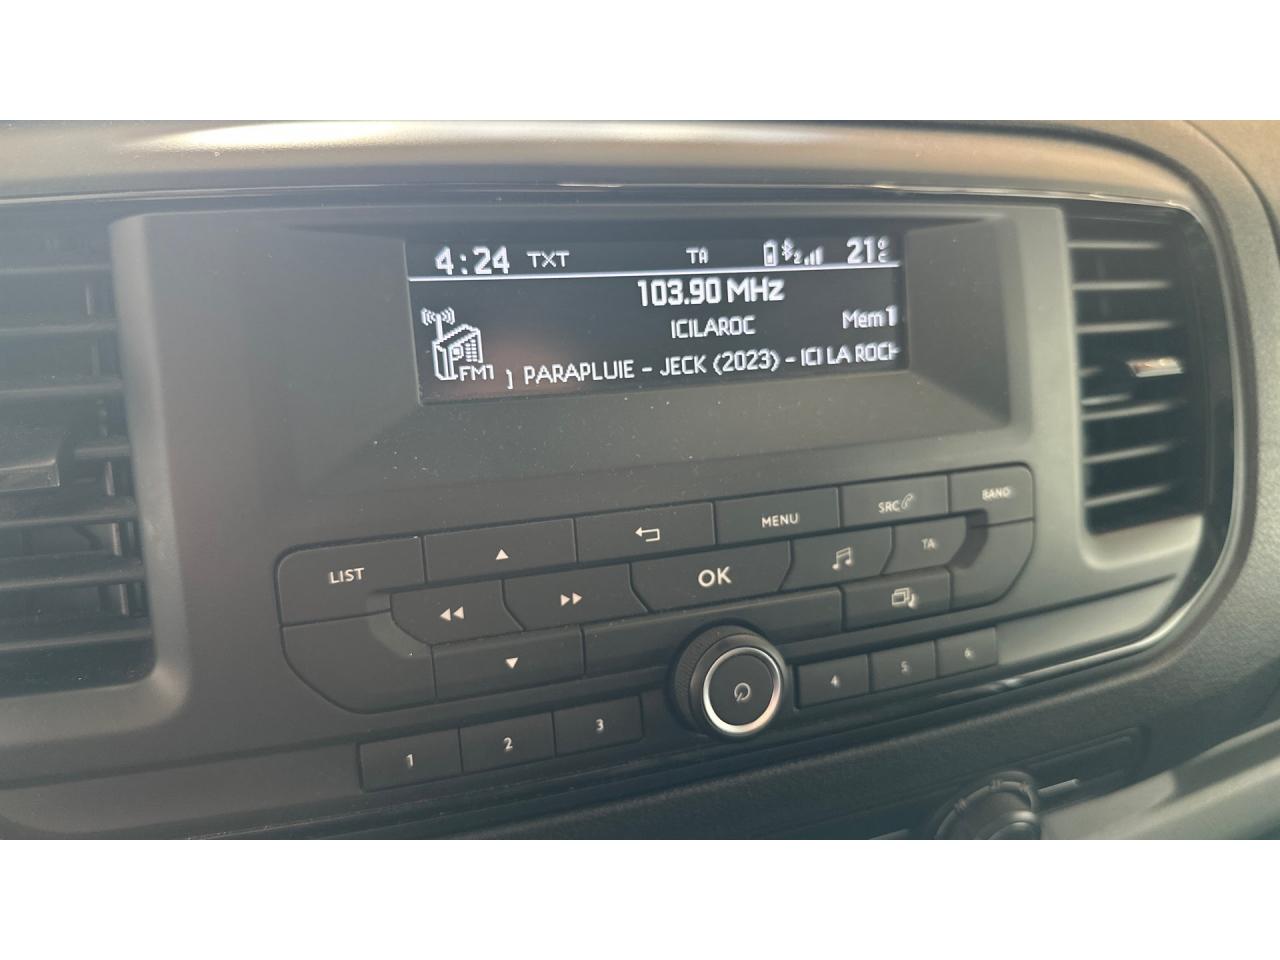 4:24 TXT TA 2 21°C
103.90 MHz
ICILAROC Mem 1
FM1 ] PARAPLUIE - JECK (2023) - ICI LA ROCH
LIST MENU SRC BAND
OK TA
1 2 3 4 5 6